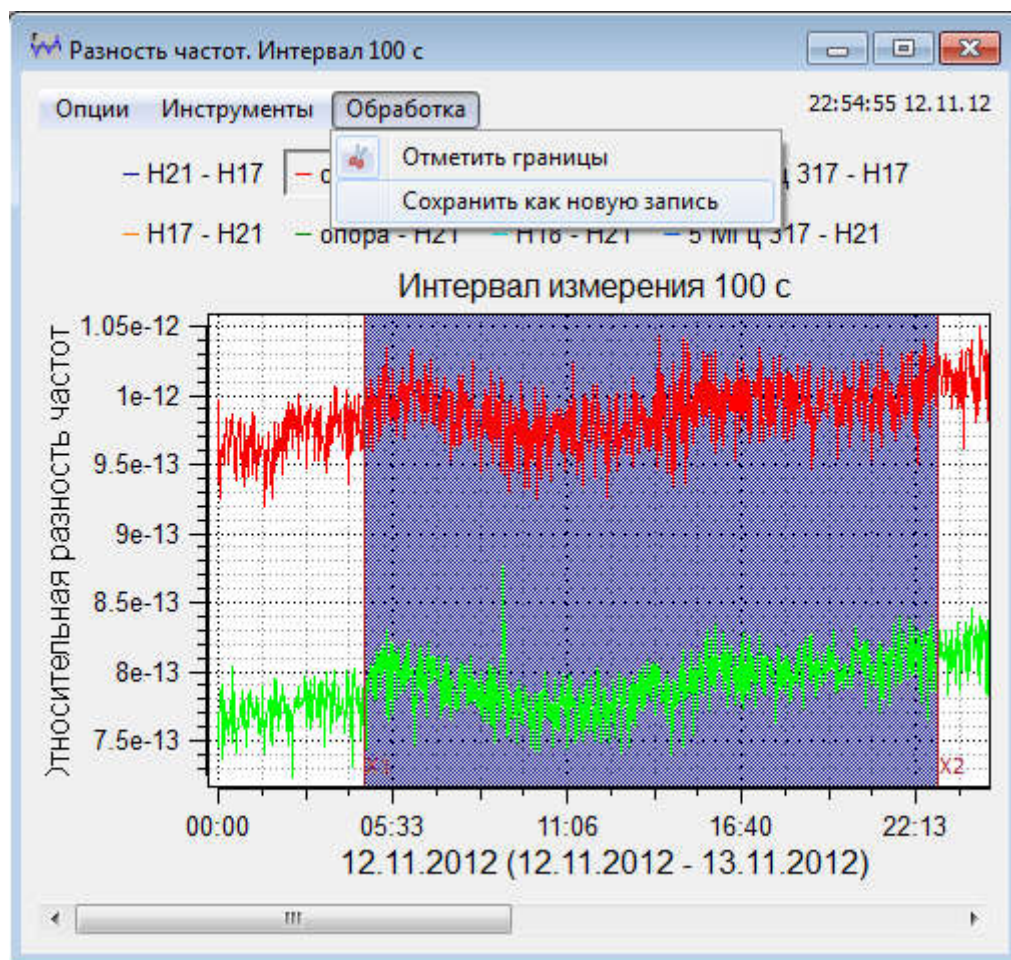 Разность частот. Интервал 100 с
Опции Инструменты Обработка 22:54:55 12.11.12
Отметить границы
Сохранить как новую запись
H21 - H17 317 - H17
H17 - H21 опора - H21 H18 - H21 5 МГц 317 - H21
Интервал измерения 100 с
тносительная разность частот
1.05e-12
1e-12
9.5e-13
9e-13
8.5e-13
8e-13
7.5e-13
X1 X2
00:00 05:33 11:06 16:40 22:13
12.11.2012 (12.11.2012 - 13.11.2012)